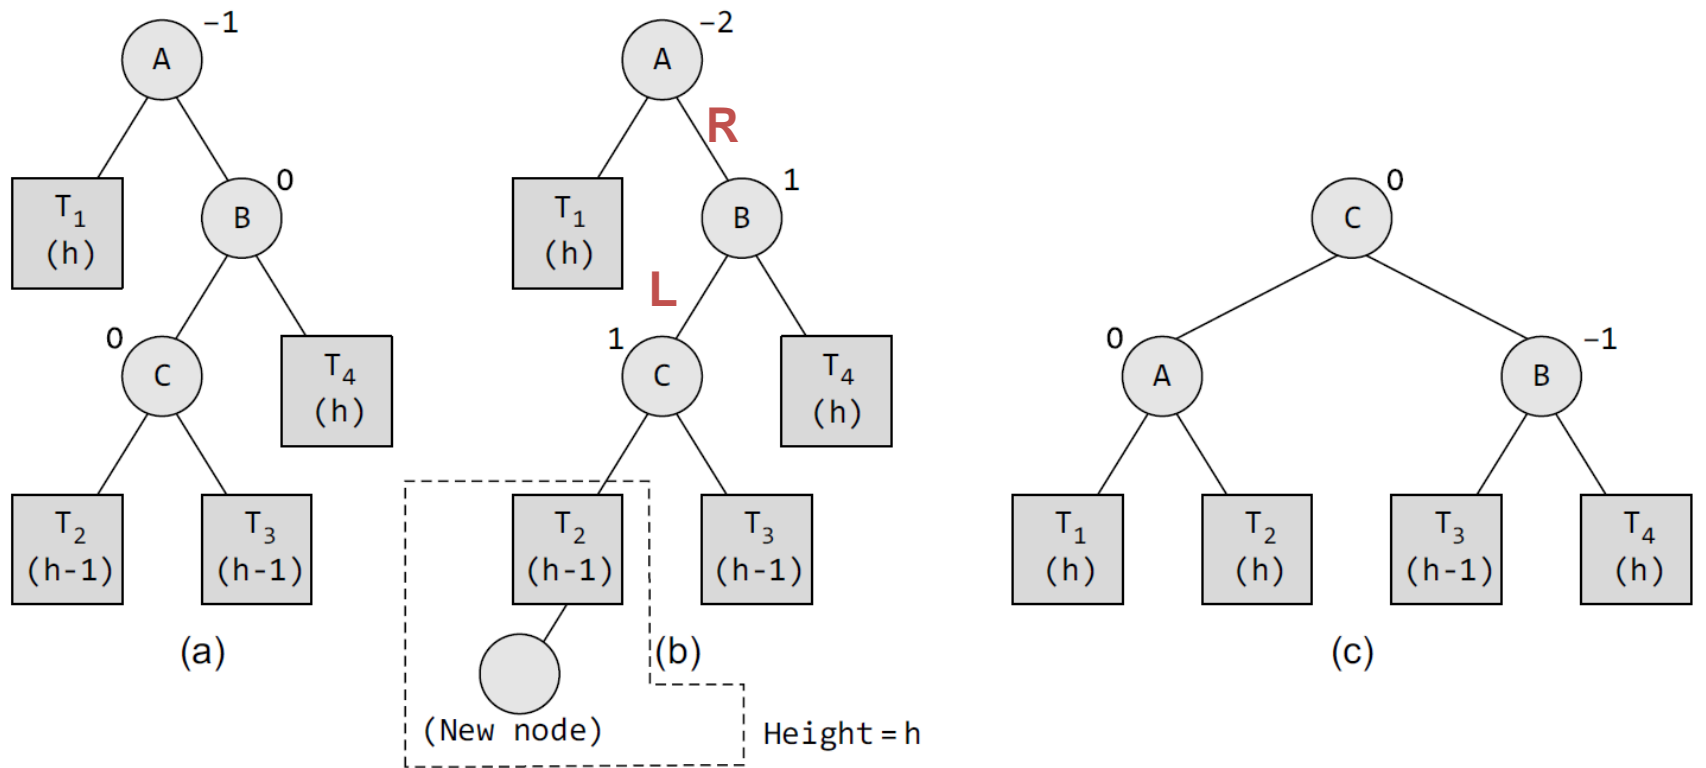 A
−1
T1
(h)
B
0
C
0
T4
(h)
T2
(h-1)
T3
(h-1)
(a)
A
−2
R
T1
(h)
B
1
L
C
1
T4
(h)
T2
(h-1)
T3
(h-1)
(New node)
(b)
Height = h
C
0
A
0
B
−1
T1
(h)
T2
(h)
T3
(h-1)
T4
(h)
(c)